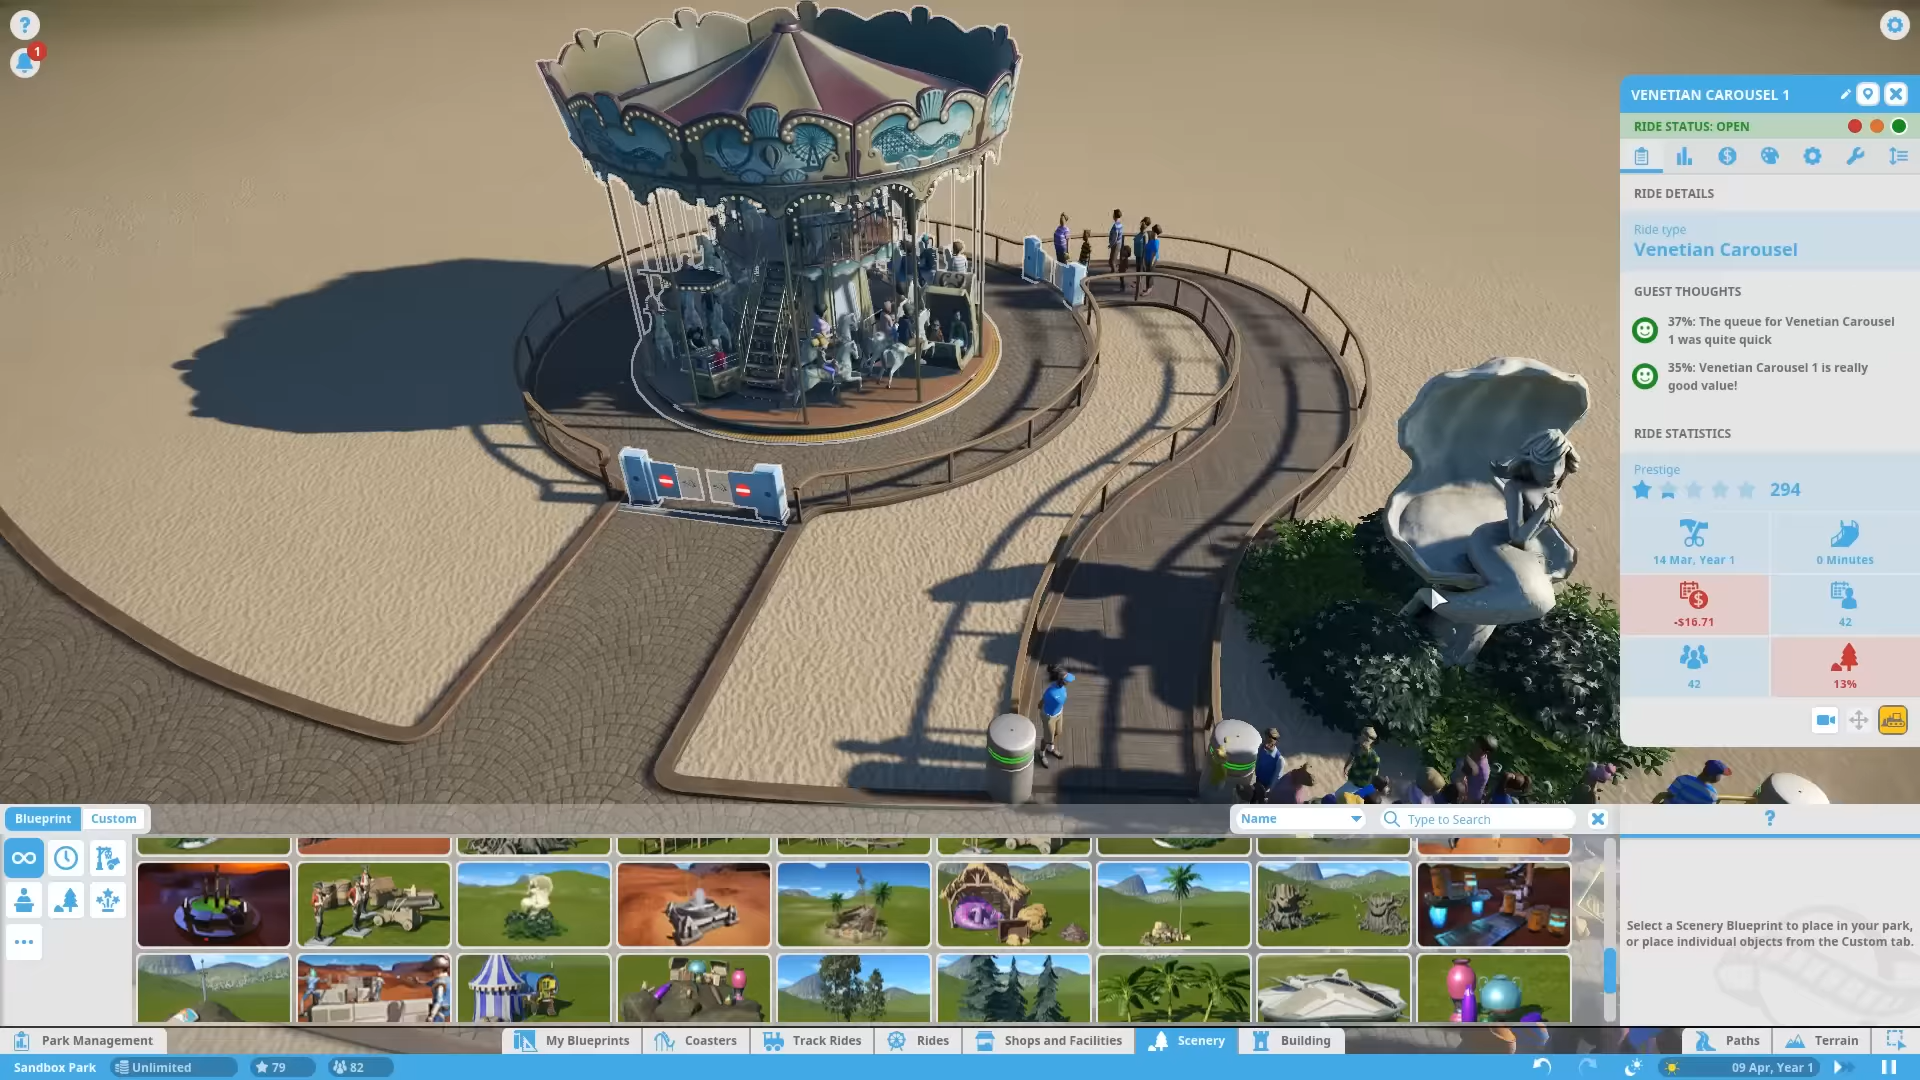 ?
1
VENETIAN CAROUSEL 1
RIDE STATUS: OPEN
RIDE DETAILS
Ride type
Venetian Carousel
GUEST THOUGHTS
37%: The queue for Venetian Carousel
1 was quite quick
35%: Venetian Carousel 1 is really
good value!
RIDE STATISTICS
Prestige
294
14 Mar, Year 1
0 Minutes
-$16.71
42
42
13%
Blueprint
Custom
Name
Type to Search
?
Select a Scenery Blueprint to place in your park,
or place individual objects from the Custom tab.
Park Management
My Blueprints
Coasters
Track Rides
Rides
Shops and Facilities
Scenery
Building
Paths
Terrain
Sandbox Park
Unlimited
79
82
09 Apr, Year 1